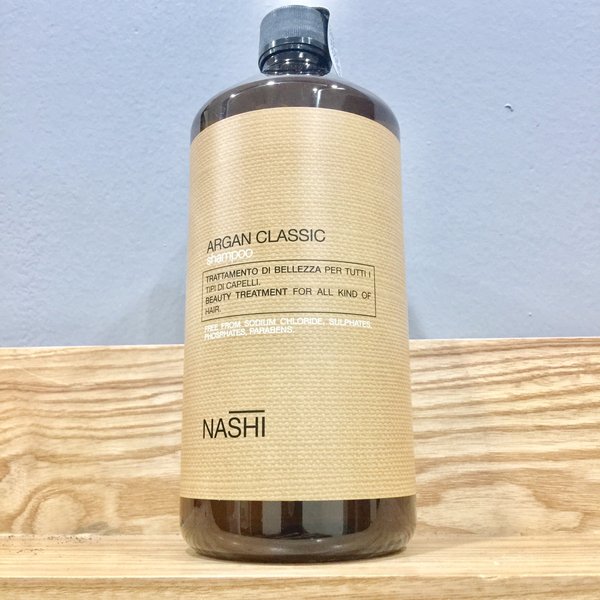 ARGAN CLASSIC
shampoo
TRATTAMENTO DI BELLEZZA PER TUTTI I
TIPI DI CAPELLI.
BEAUTY TREATMENT FOR ALL KIND OF
HAIR.
FREE FROM SODIUM CHLORIDE, SULPHATES,
PHOSPHATES, PARABENS.
NASHI